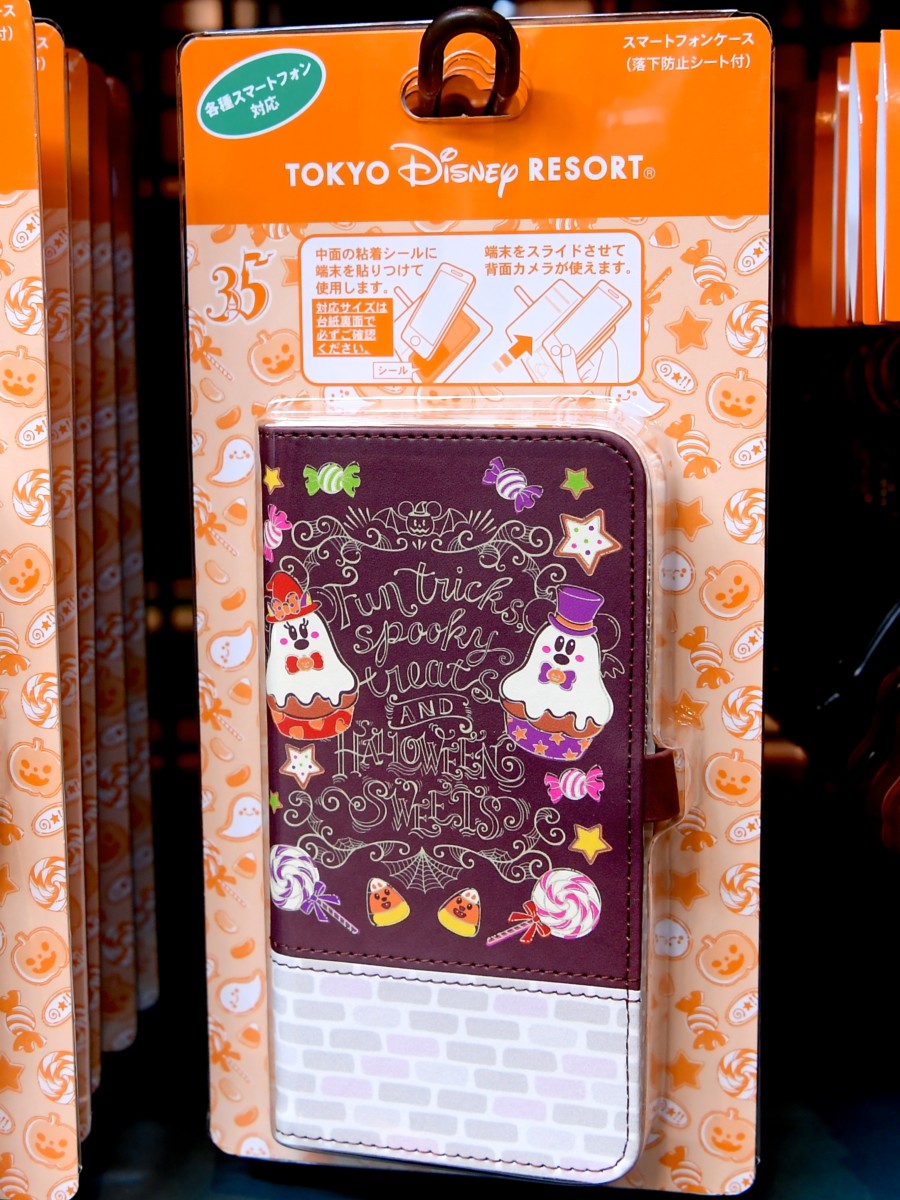 スマートフォンケース
(落下防止シート付)
各種スマートフォン
対応
TOKYO Disney RESORT®
35
中面の粘着シールに
端末を貼りつけて
使用します。
対応サイズは
台紙裏面で
必ずご確認
ください。
シール
端末をスライドさせて
背面カメラが使えます。
Fun tricks,
spooky
treats
AND
HALLOWEEN
SWEETS